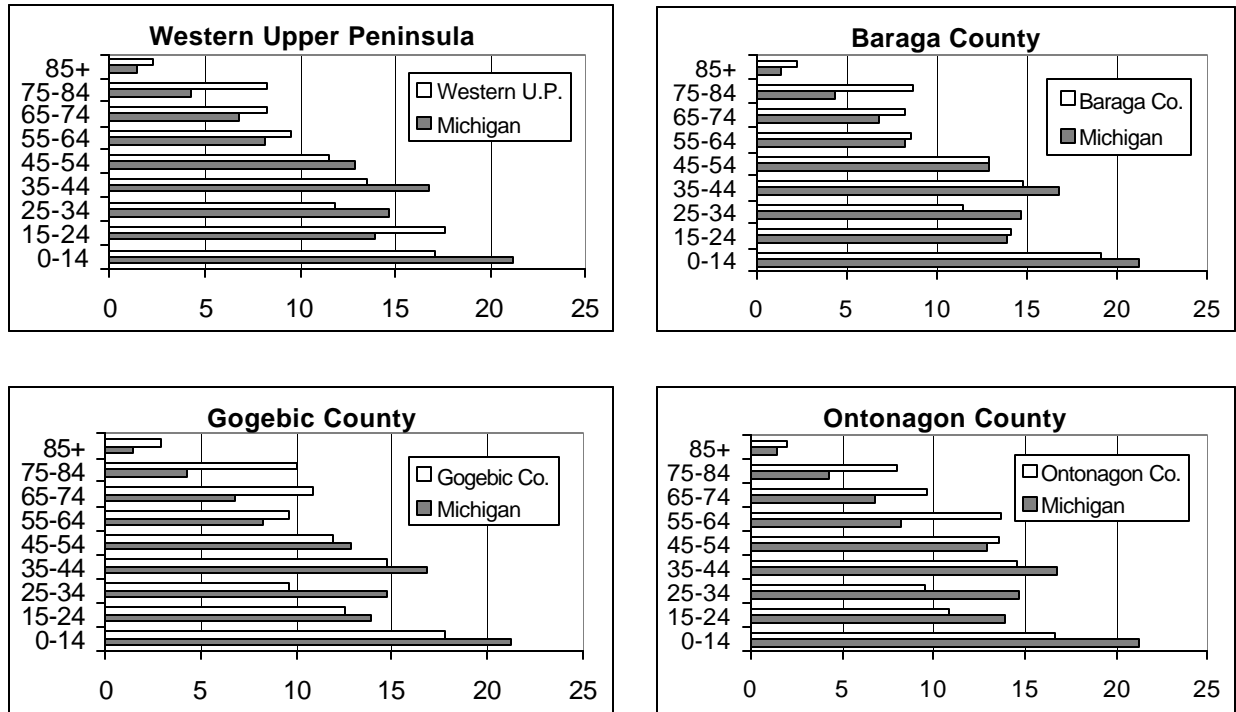 Western Upper Peninsula
85+
75-84
65-74
55-64
45-54
35-44
25-34
15-24
0-14
Western U.P.
Michigan
0 5 10 15 20 25
Baraga County
85+
75-84
65-74
55-64
45-54
35-44
25-34
15-24
0-14
Baraga Co.
Michigan
0 5 10 15 20 25
Gogebic County
85+
75-84
65-74
55-64
45-54
35-44
25-34
15-24
0-14
Gogebic Co.
Michigan
0 5 10 15 20 25
Ontonagon County
85+
75-84
65-74
55-64
45-54
35-44
25-34
15-24
0-14
Ontonagon Co.
Michigan
0 5 10 15 20 25